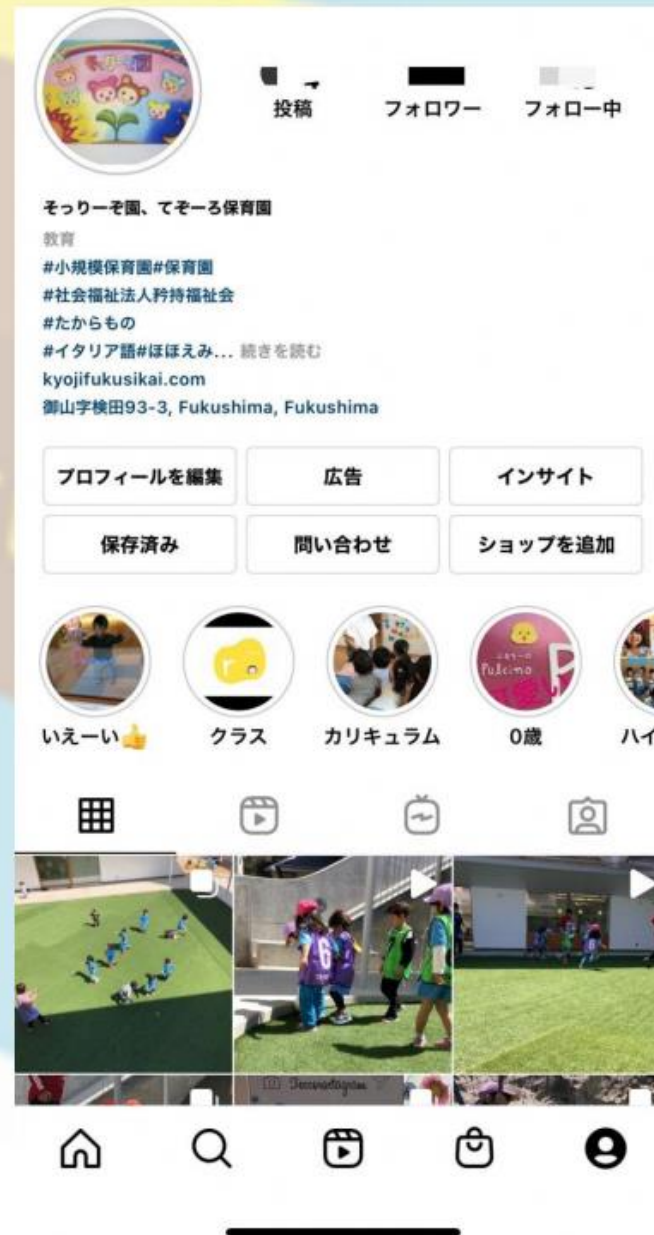 投稿 フォロワー フォロー中
そっりーぞ園、てぞーろ保育園
教育
#小規模保育園#保育園
#社会福祉法人矜持福祉会
#たからもの
#イタリア語#ほほえみ... 続きを読む
kyojifukusikai.com
御山字検田93-3, Fukushima, Fukushima
プロフィールを編集 広告 インサイト
保存済み 問い合わせ ショップを追加
Pulcino
いえーい👍 クラス カリキュラム 0歳 ハイ
6